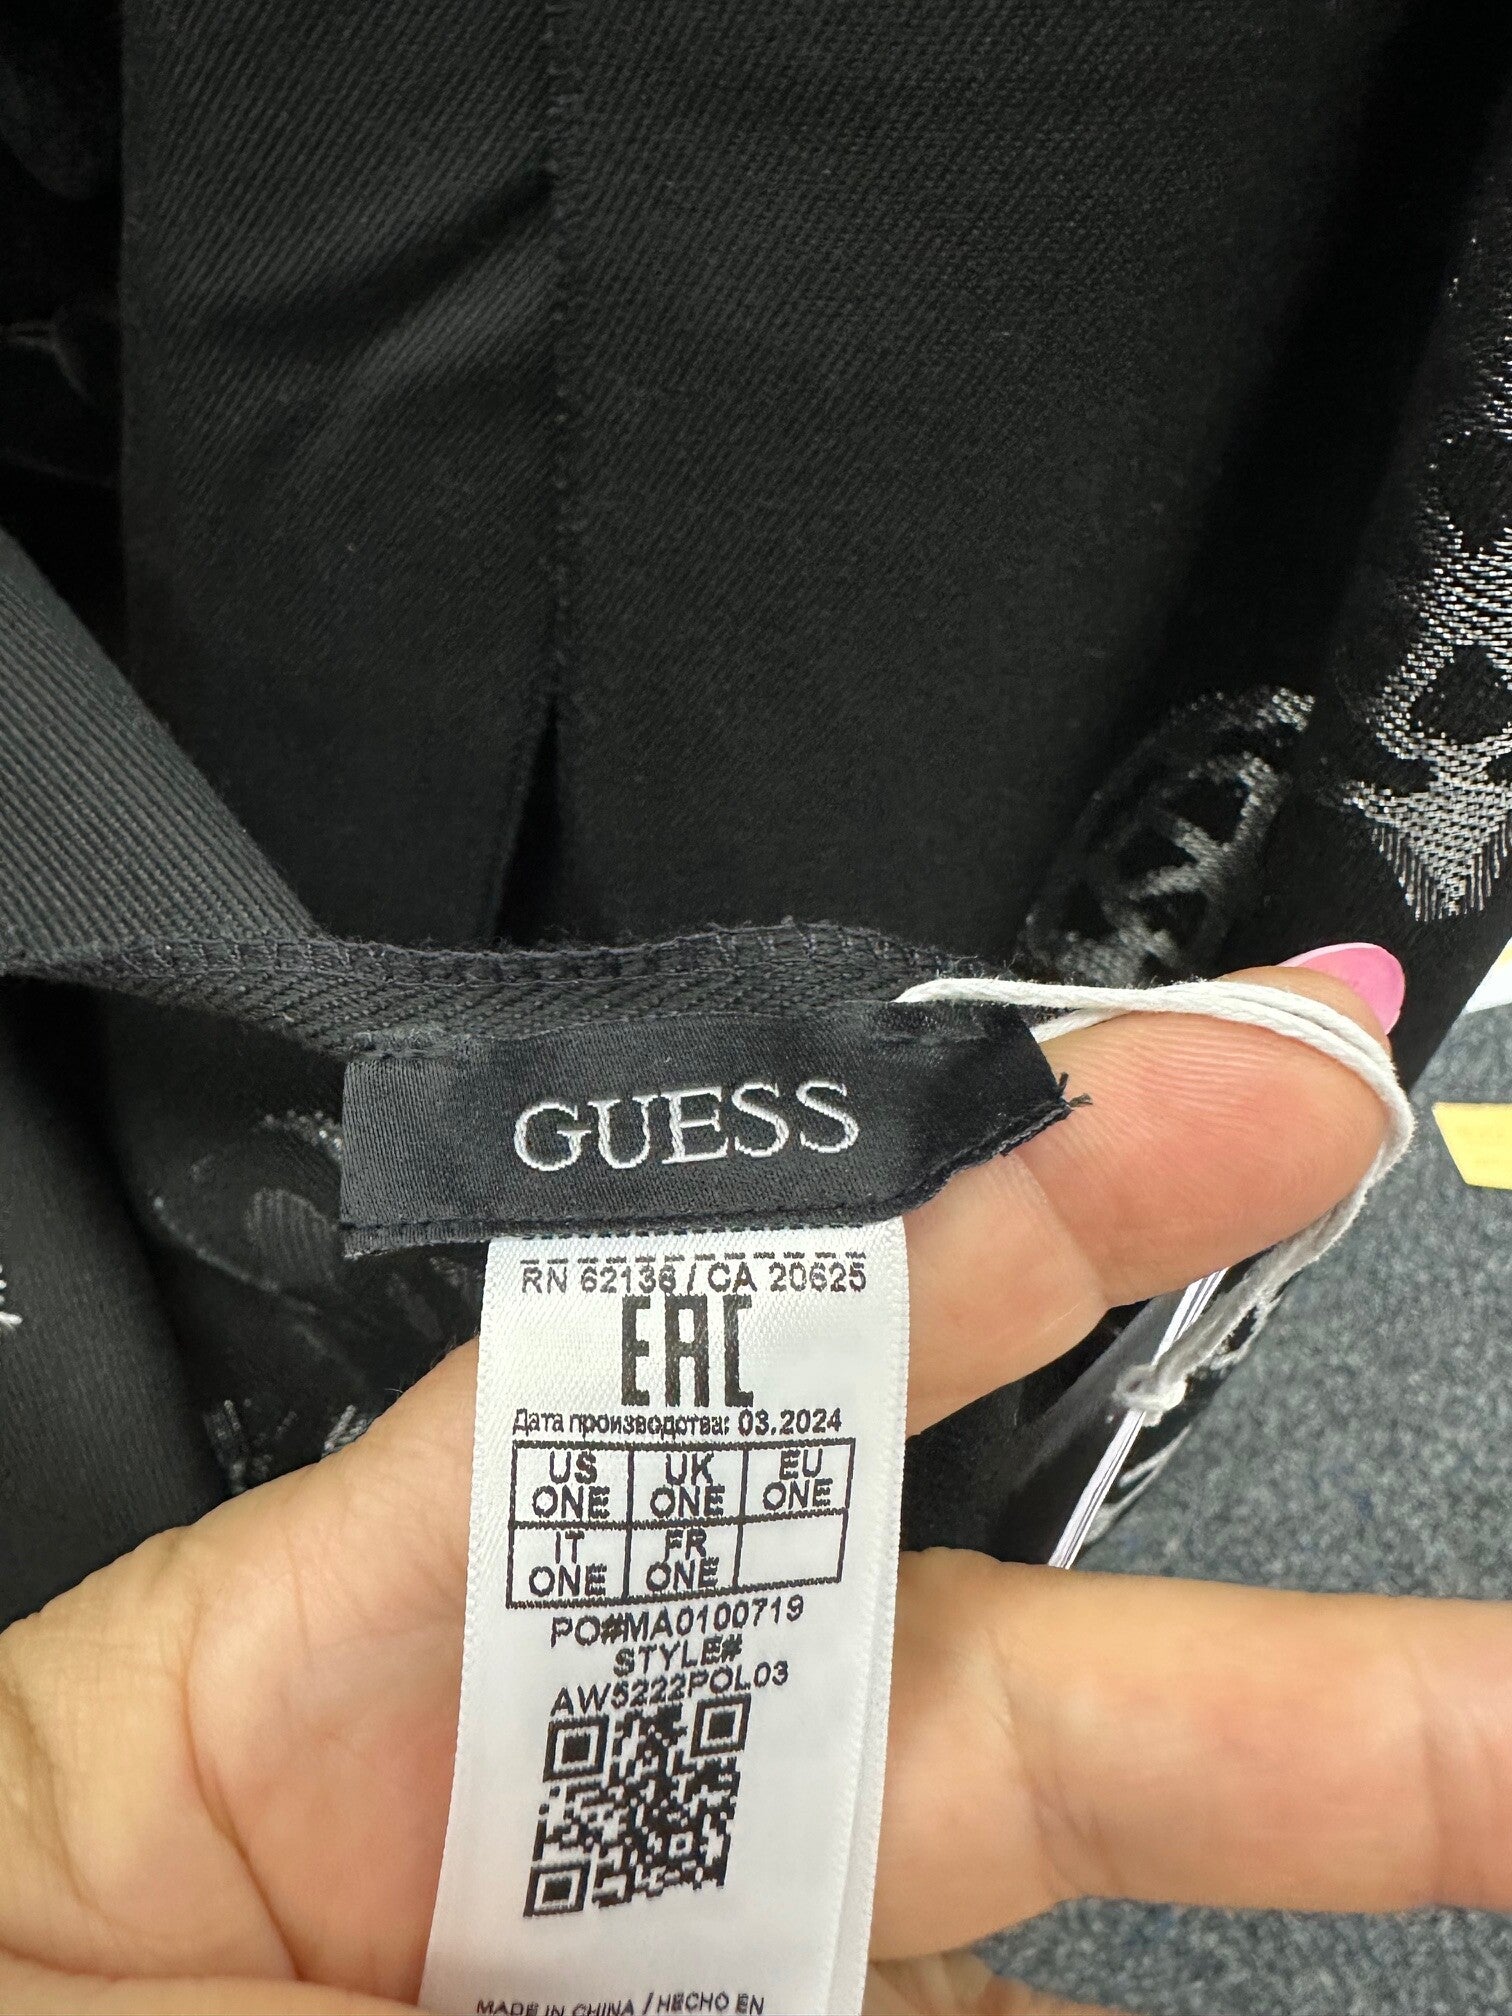 GUESS
RN 62136 / CA 20625
EAC
Дата производства: 03.2024
US UK EU
ONE ONE ONE
IT FR
ONE ONE
PO#MA0100719
STYLE#
AW5222POL03
MADE IN CHINA / HECHO EN